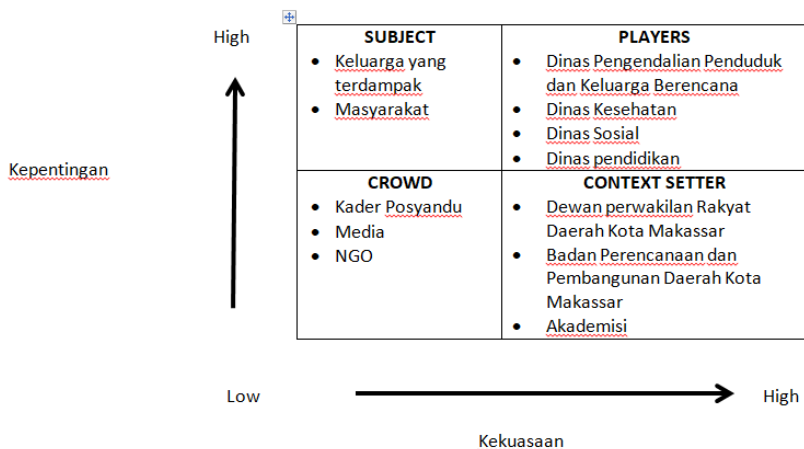 High
SUBJECT
• Keluarga yang
terdampak
• Masyarakat
PLAYERS
• Dinas Pengendalian Penduduk
dan Keluarga Berencana
• Dinas Kesehatan
• Dinas Sosial
• Dinas pendidikan
Kepentingan
CROWD
• Kader Posyandu
• Media
• NGO
CONTEXT SETTER
• Dewan perwakilan Rakyat
Daerah Kota Makassar
• Badan Perencanaan dan
Pembangunan Daerah Kota
Makassar
• Akademisi
Low
High
Kekuasaan